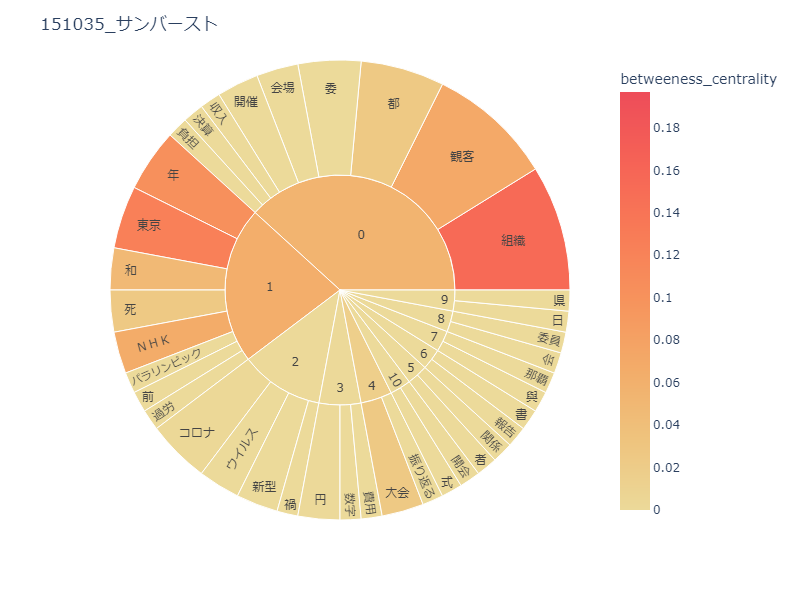 151035_サンバースト
betweeness_centrality
0.18
0.16
0.14
0.12
0.1
0.08
0.06
0.04
0.02
0
0
組織
観客
都
委
会場
開催
収入
決算
負担
1
年
東京
和
死
ＮＨＫ
パラリンピック
前
過労
2
コロナ
ウイルス
新型
禍
3
円
数字
費用
4
大会
振り返る
10
式
開会
5
者
関係
6
報告
書
7
與
那覇
8
会
委員
9
日
県